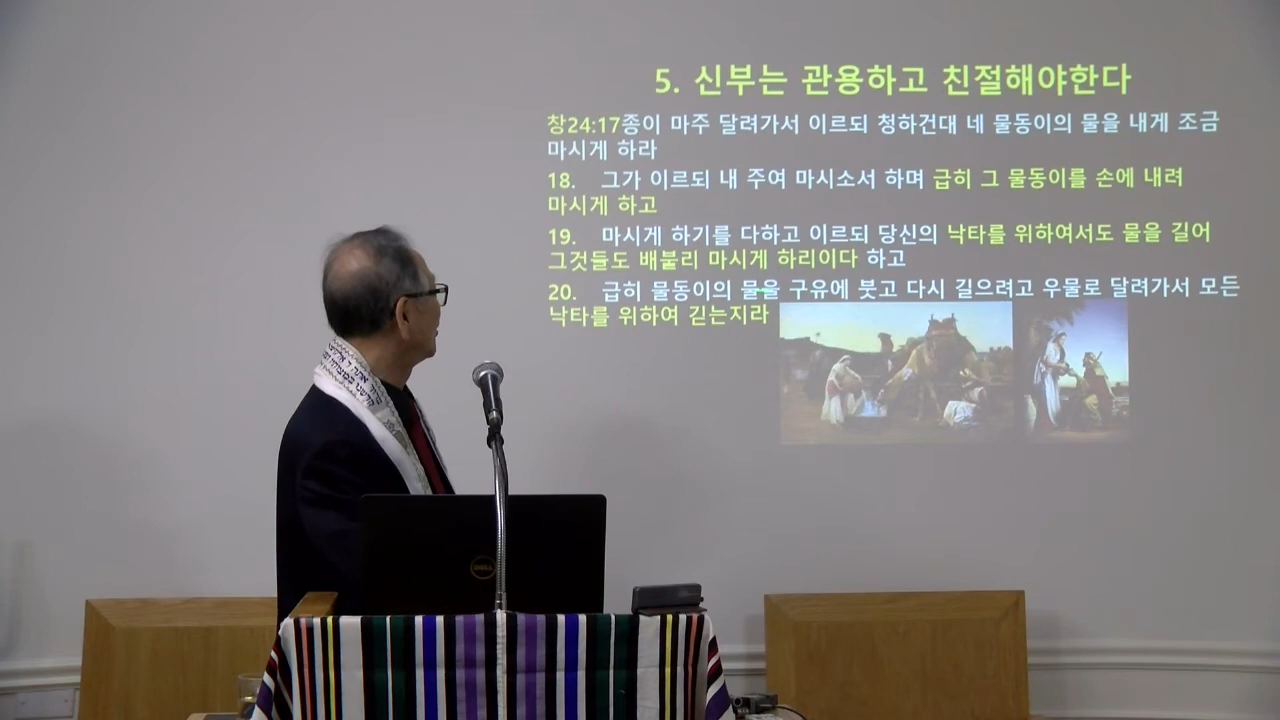 5. 신부는 관용하고 친절해야한다
창24:17종이 마주 달려가서 이르되 청하건대 네 물동이의 물을 내게 조금
마시게 하라
18. 그가 이르되 내 주여 마시소서 하며 급히 그 물동이를 손에 내려
마시게 하고
19. 마시게 하기를 다하고 이르되 당신의 낙타를 위하여서도 물을 길어
그것들도 배불리 마시게 하리이다 하고
20. 급히 물동이의 물을 구유에 붓고 다시 길으려고 우물로 달려가서 모든
낙타를 위하여 긷는지라
DELL